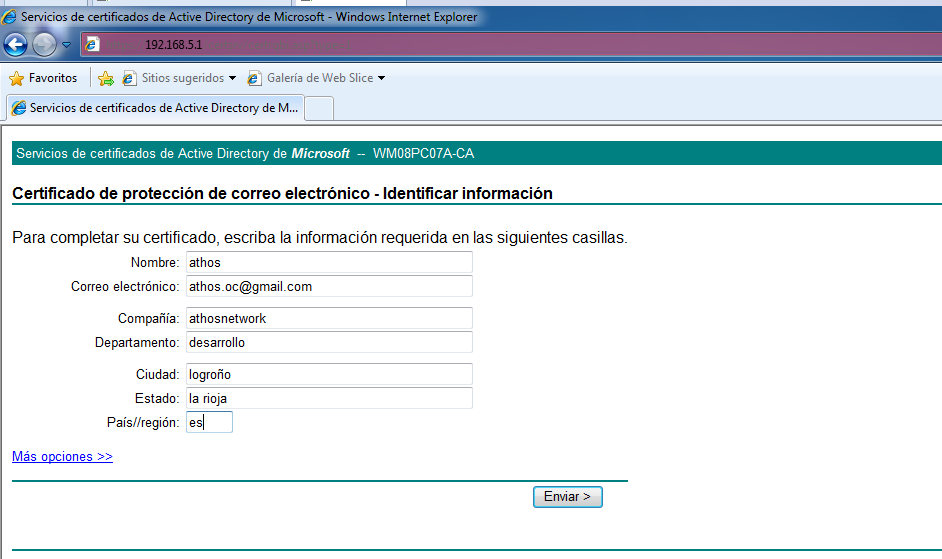 Servicios de certificados de Active Directory de Microsoft - Windows Internet Explorer
192.168.5.1
Favoritos Sitios sugeridos Galería de Web Slice
Servicios de certificados de Active Directory de M...
Servicios de certificados de Active Directory de Microsoft -- WM08PC07A-CA
Certificado de protección de correo electrónico - Identificar información
Para completar su certificado, escriba la información requerida en las siguientes casillas.
Nombre: athos
Correo electrónico: athos.oc@gmail.com
Compañía: athosnetwork
Departamento: desarrollo
Ciudad: logroño
Estado: la rioja
País//región: es
Más opciones >>
Enviar >